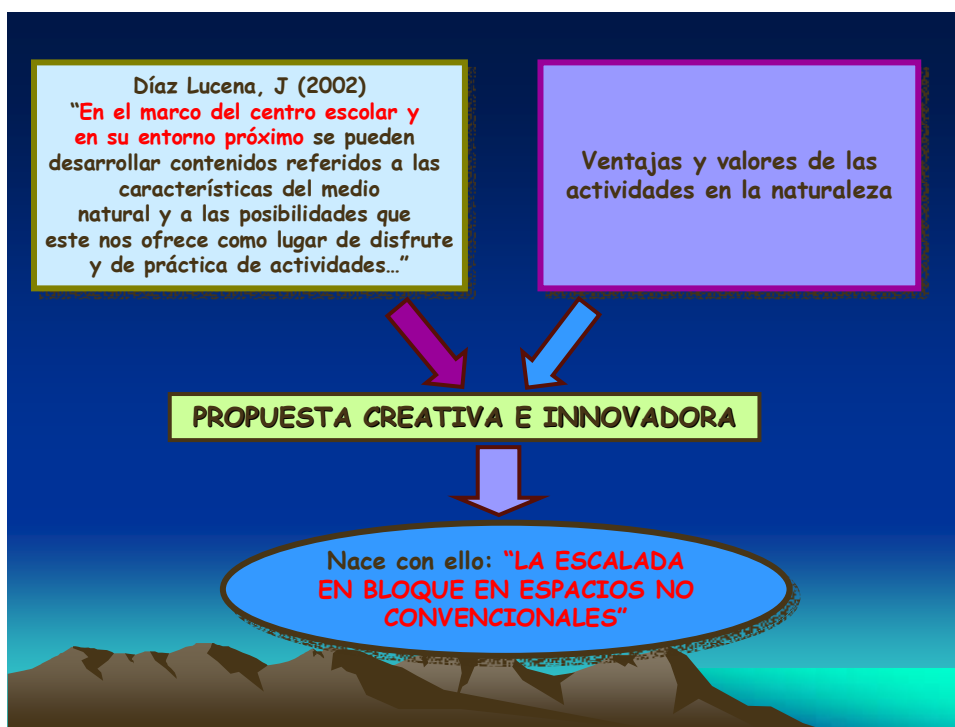 Díaz Lucena, J (2002)
“En el marco del centro escolar y
en su entorno próximo se pueden
desarrollar contenidos referidos a las
características del medio
natural y a las posibilidades que
este nos ofrece como lugar de disfrute
y de práctica de actividades…”
Ventajas y valores de las
actividades en la naturaleza
PROPUESTA CREATIVA E INNOVADORA
Nace con ello: “LA ESCALADA
EN BLOQUE EN ESPACIOS NO
CONVENCIONALES”